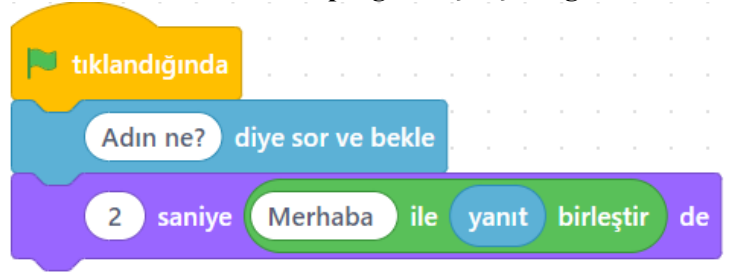 tıklandığında
Adın ne? diye sor ve bekle
2 saniye Merhaba ile yanıt birleştir de